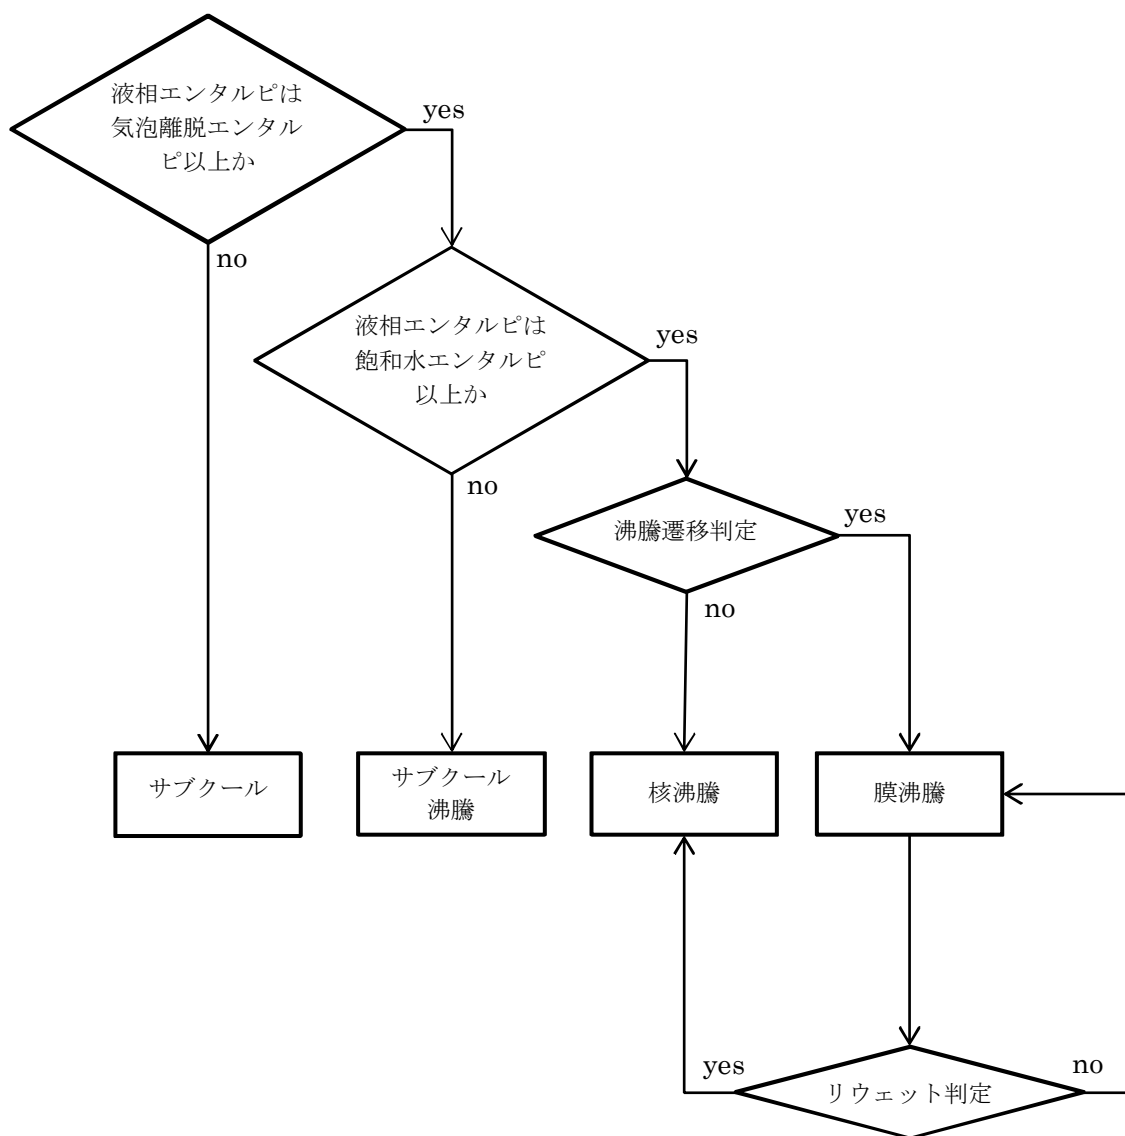 液相エンタルピは
気泡離脱エンタル
ピ以上か
yes
no
液相エンタルピは
飽和水エンタルピ
以上か
yes
no
沸騰遷移判定
yes
no
サブクール
サブクール
沸騰
核沸騰
膜沸騰
yes
リウェット判定
no